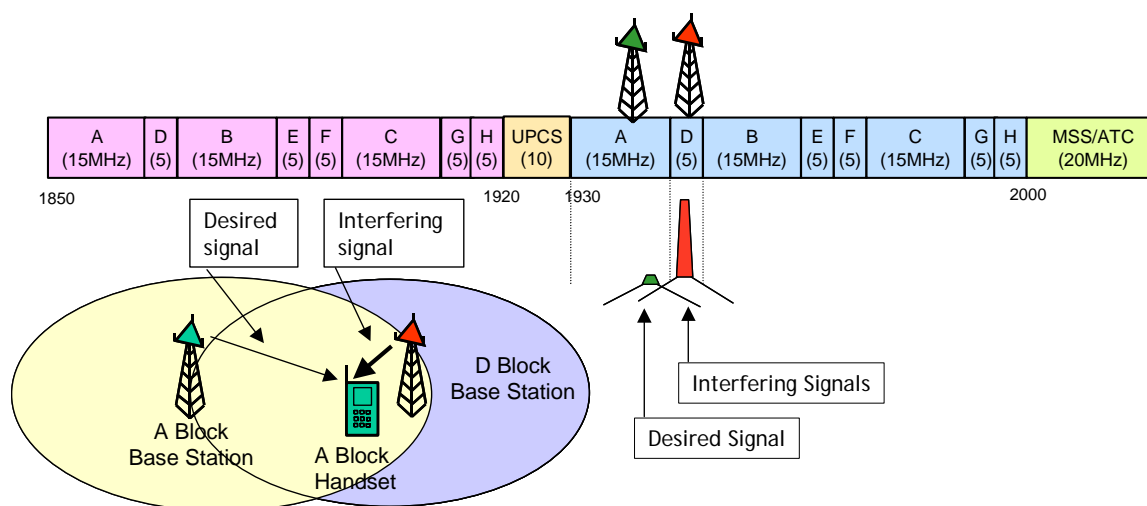 A D B E F C G H UPCS A D B E F C G H MSS/ATC
(15MHz) (5) (15MHz) (5) (5) (15MHz) (5) (5) (10) (15MHz) (5) (15MHz) (5) (5) (15MHz) (5) (5) (20MHz)
1850 1920 1930 2000
Desired
signal
Interfering
signal
D Block
Base Station
A Block
Base Station
A Block
Handset
Interfering Signals
Desired Signal